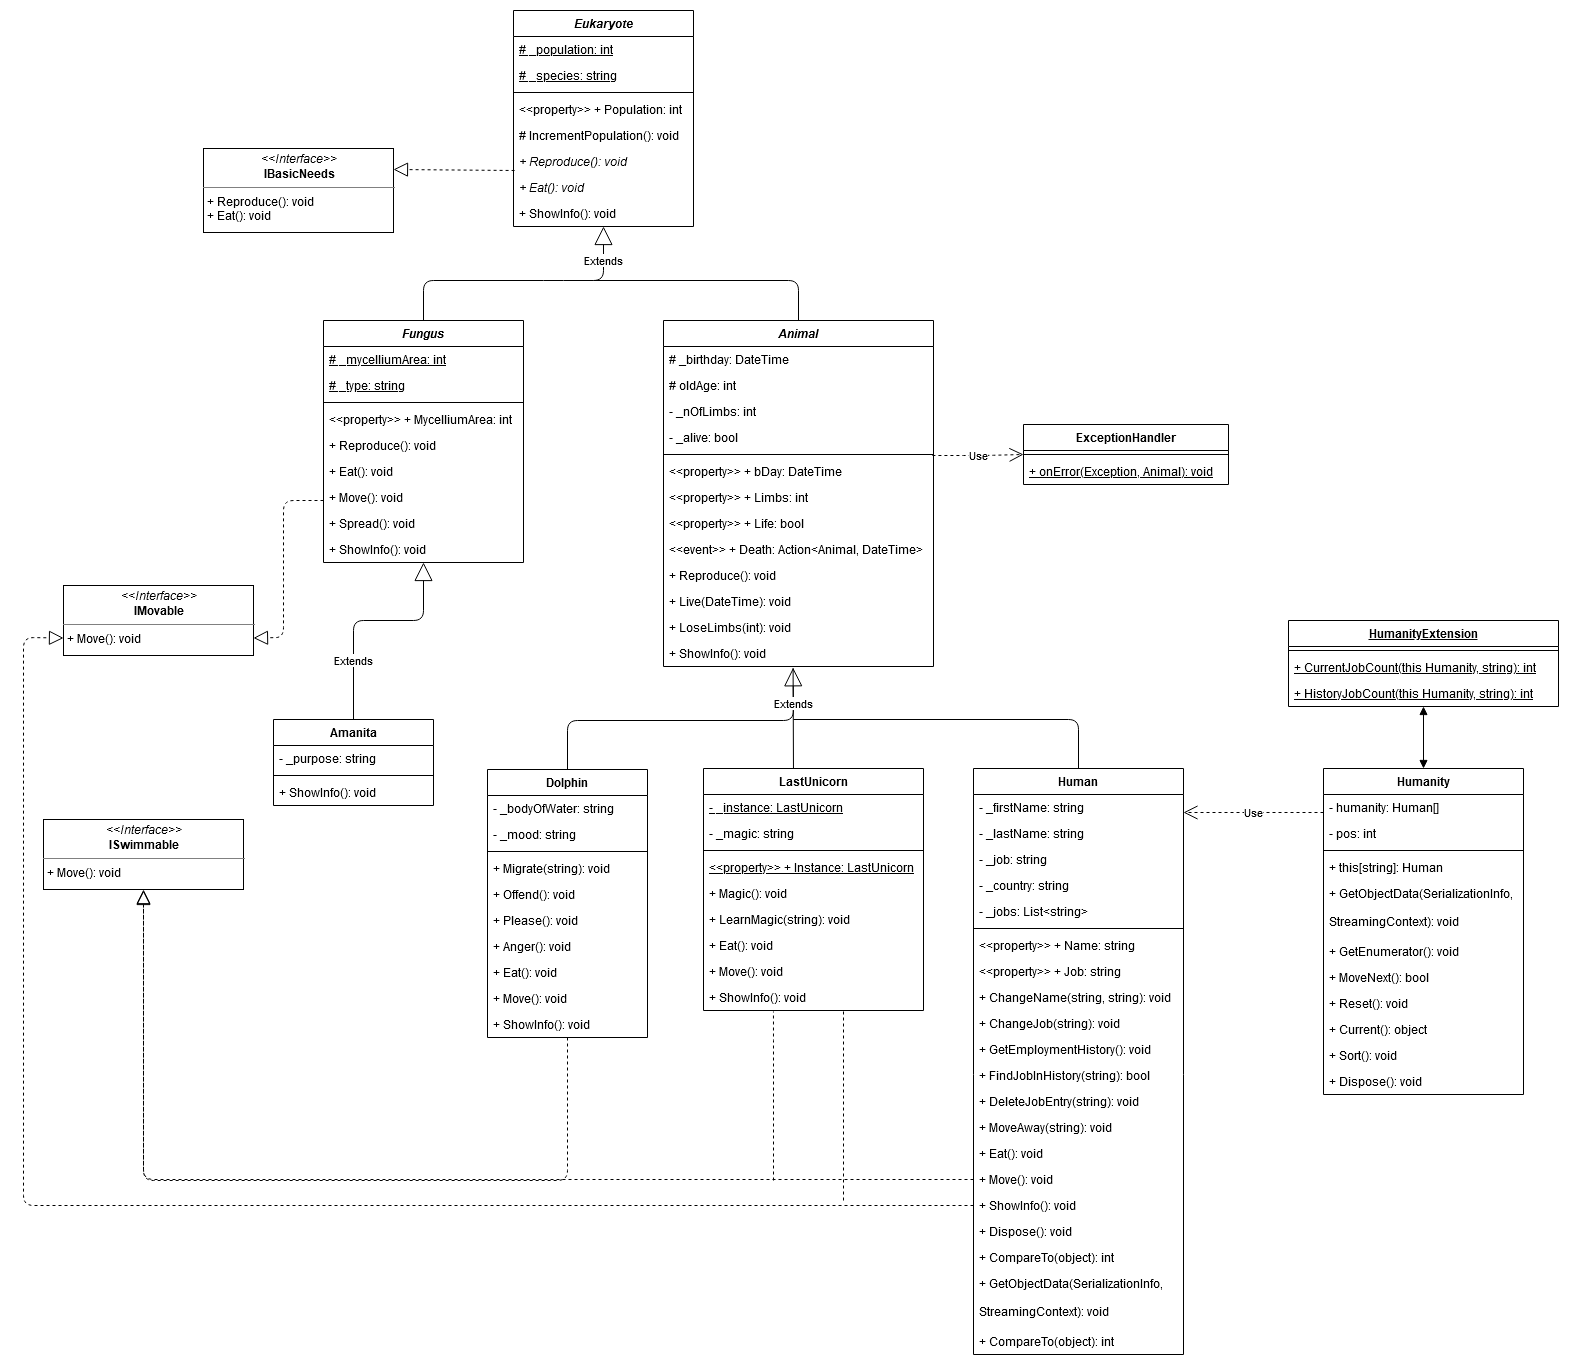 Eukaryote
# _population: int
# _species: string
<<property>> + Population: int
# IncrementPopulation(): void
+ Reproduce(): void
+ Eat(): void
+ ShowInfo(): void
<<Interface>>
IBasicNeeds
+ Reproduce(): void
+ Eat(): void
Extends
Fungus
# _mycelliumArea: int
# _type: string
<<property>> + MycelliumArea: int
+ Reproduce(): void
+ Eat(): void
+ Move(): void
+ Spread(): void
+ ShowInfo(): void
Animal
# _birthday: DateTime
# oldAge: int
- _nOfLimbs: int
- _alive: bool
<<property>> + bDay: DateTime
<<property>> + Limbs: int
<<property>> + Life: bool
<<event>> + Death: Action<Animal, DateTime>
+ Reproduce(): void
+ Live(DateTime): void
+ LoseLimbs(int): void
+ ShowInfo(): void
Use
ExceptionHandler
+ onError(Exception, Animal): void
<<Interface>>
IMovable
+ Move(): void
Extends
Amanita
- _purpose: string
+ ShowInfo(): void
<<Interface>>
ISwimmable
+ Move(): void
Extends
Dolphin
- _bodyOfWater: string
- _mood: string
+ Migrate(string): void
+ Offend(): void
+ Please(): void
+ Anger(): void
+ Eat(): void
+ Move(): void
+ ShowInfo(): void
LastUnicorn
- _instance: LastUnicorn
- _magic: string
<<property>> + Instance: LastUnicorn
+ Magic(): void
+ LearnMagic(string): void
+ Eat(): void
+ Move(): void
+ ShowInfo(): void
Human
- _firstName: string
- _lastName: string
- _job: string
- _country: string
- _jobs: List<string>
<<property>> + Name: string
<<property>> + Job: string
+ ChangeName(string, string): void
+ ChangeJob(string): void
+ GetEmploymentHistory(): void
+ FindJobInHistory(string): bool
+ DeleteJobEntry(string): void
+ MoveAway(string): void
+ Eat(): void
+ Move(): void
+ ShowInfo(): void
+ Dispose(): void
+ CompareTo(object): int
+ GetObjectData(SerializationInfo,
StreamingContext): void
+ CompareTo(object): int
Use
HumanityExtension
+ CurrentJobCount(this Humanity, string): int
+ HistoryJobCount(this Humanity, string): int
Humanity
- humanity: Human[]
- pos: int
+ this[string]: Human
+ GetObjectData(SerializationInfo,
StreamingContext): void
+ GetEnumerator(): void
+ MoveNext(): bool
+ Reset(): void
+ Current(): object
+ Sort(): void
+ Dispose(): void